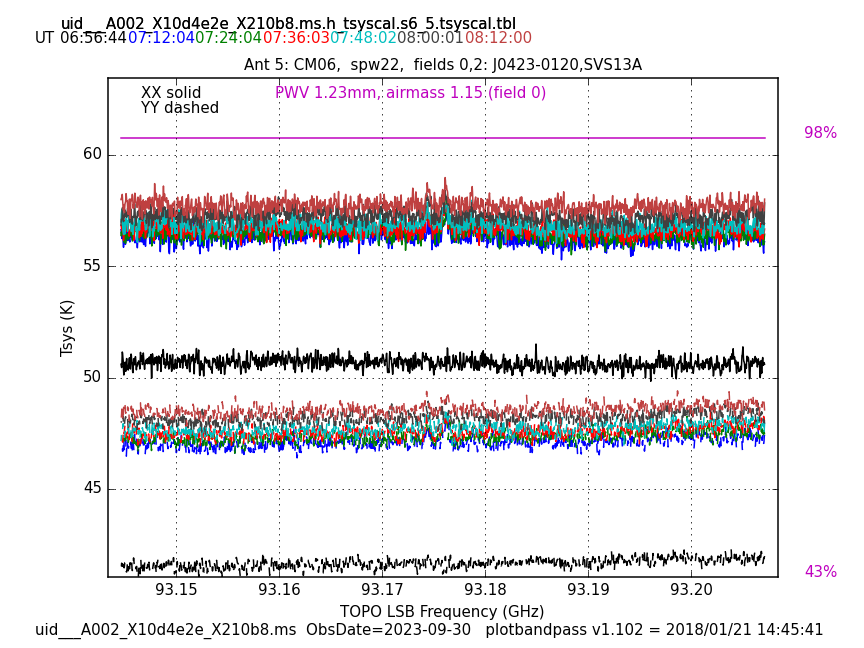 uid___A002_X10d4e2e_X210b8.ms.h_tsyscal.s6_5.tsyscal.tbl
UT 06:56:44 07:12:04 07:24:04 07:36:03 07:48:02 08:00:01 08:12:00
Ant 5: CM06,  spw22,  fields 0,2: J0423-0120,SVS13A
XX solid
PWV 1.23mm, airmass 1.15 (field 0)
YY dashed
98%
60
55
50
45
43%
Tsys (K)
93.15 93.16 93.17 93.18 93.19 93.20
TOPO LSB Frequency (GHz)
uid___A002_X10d4e2e_X210b8.ms  ObsDate=2023-09-30   plotbandpass v1.102 = 2018/01/21 14:45:41